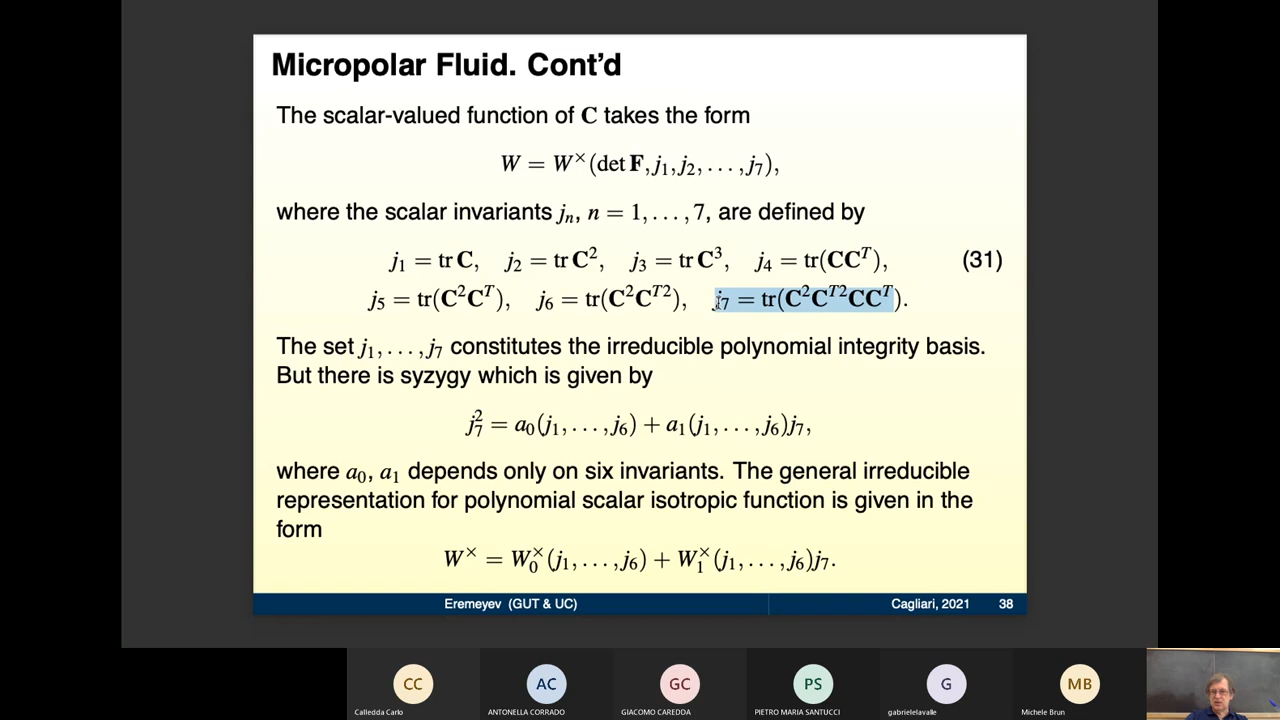 Micropolar Fluid. Cont'd
The scalar-valued function of C takes the form
W = W^×(det F, j₁, j₂, . . . , j₇),
where the scalar invariants jₙ, n = 1, . . . , 7, are defined by
j₁ = tr C, j₂ = tr C², j₃ = tr C³, j₄ = tr(CC^T), (31)
j₅ = tr(C²C^T), j₆ = tr(C²C^T2), j₇ = tr(C²C^T2CC^T).
The set j₁, . . . , j₇ constitutes the irreducible polynomial integrity basis.
But there is syzygy which is given by
j₇² = a₀(j₁, . . . , j₆) + a₁(j₁, . . . , j₆)j₇,
where a₀, a₁ depends only on six invariants. The general irreducible
representation for polynomial scalar isotropic function is given in the
form
W^× = W₀^×(j₁, . . . , j₆) + W₁^×(j₁, . . . , j₆)j₇.
Eremeyev (GUT & UC) Cagliari, 2021 38
CC AC GC PS G MB
Calledda Carlo ANTONELLA CORRADO GIACOMO CAREDDA PIETRO MARIA SANTUCCI gabrielelavalle Michele Brun